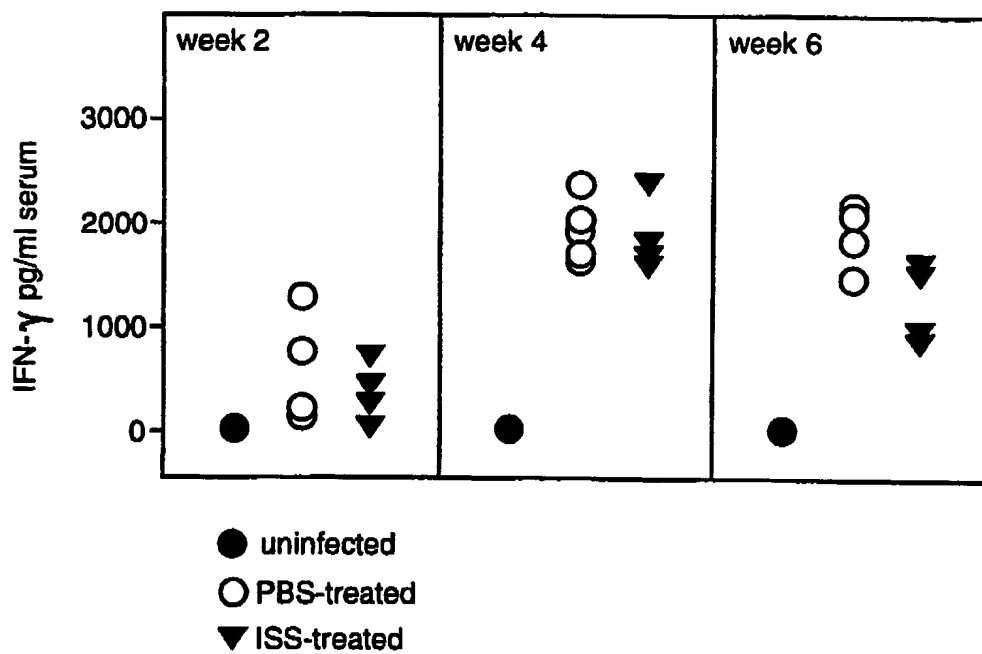 week 2
week 4
week 6
IFN-γ pg/ml serum
3000
2000
1000
0
uninfected
PBS-treated
ISS-treated